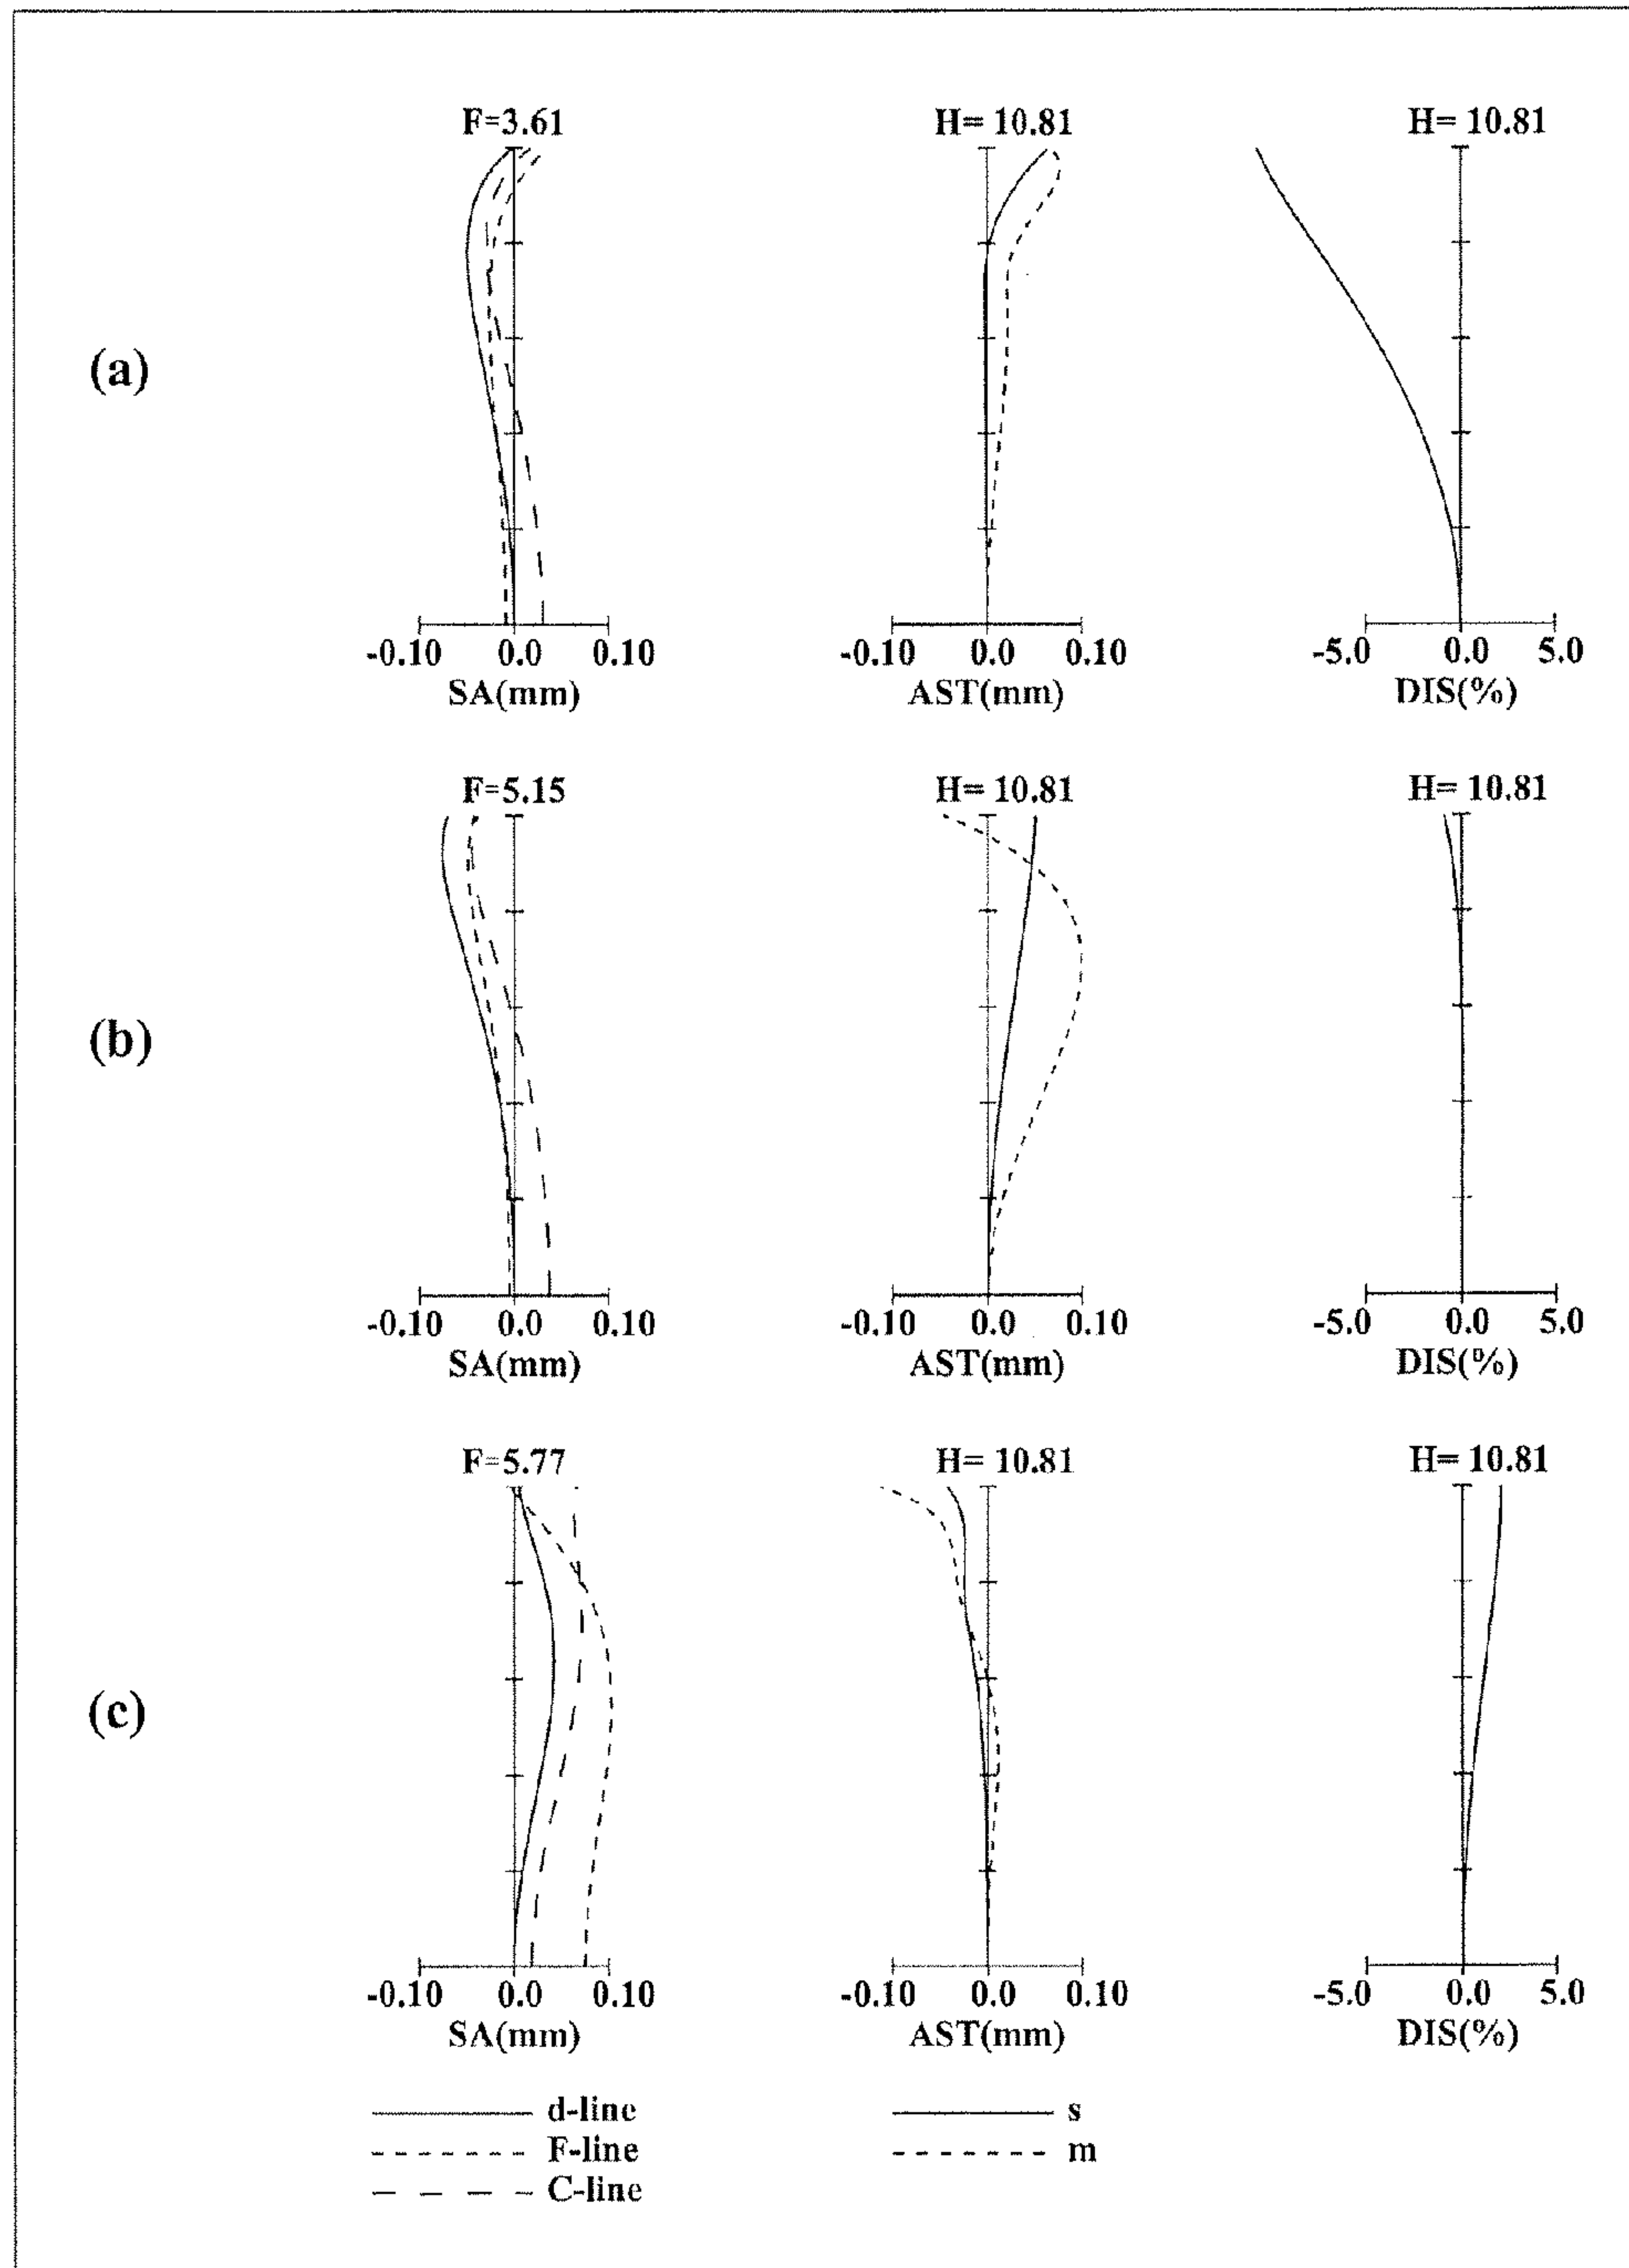 F=3.61 H= 10.81 H= 10.81
(a)
-0.10 0.0 0.10 -0.10 0.0 0.10 -5.0 0.0 5.0
SA(mm) AST(mm) DIS(%)
F=5.15 H= 10.81 H= 10.81
(b)
-0.10 0.0 0.10 -0.10 0.0 0.10 -5.0 0.0 5.0
SA(mm) AST(mm) DIS(%)
F=5.77 H= 10.81 H= 10.81
(c)
-0.10 0.0 0.10 -0.10 0.0 0.10 -5.0 0.0 5.0
SA(mm) AST(mm) DIS(%)
d-line s
F-line m
C-line